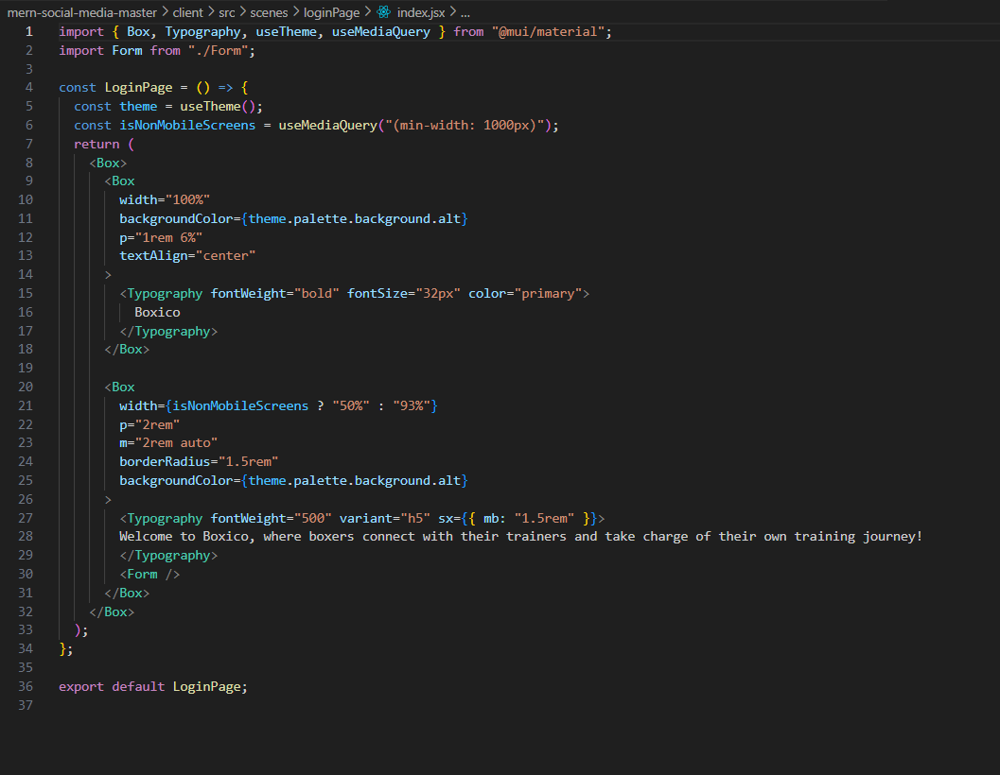 mern-social-media-master > client > src > scenes > loginPage > index.jsx > ...
1 import { Box, Typography, useTheme, useMediaQuery } from "@mui/material";
2 import Form from "./Form";
3
4 const LoginPage = () => {
5   const theme = useTheme();
6   const isNonMobileScreens = useMediaQuery("(min-width: 1000px)");
7   return (
8     <Box>
9       <Box
10         width="100%"
11         backgroundColor={theme.palette.background.alt}
12         p="1rem 6%"
13         textAlign="center"
14       >
15         <Typography fontWeight="bold" fontSize="32px" color="primary">
16           Boxico
17         </Typography>
18       </Box>
19
20       <Box
21         width={isNonMobileScreens ? "50%" : "93%"}
22         p="2rem"
23         m="2rem auto"
24         borderRadius="1.5rem"
25         backgroundColor={theme.palette.background.alt}
26       >
27         <Typography fontWeight="500" variant="h5" sx={{ mb: "1.5rem" }}>
28         Welcome to Boxico, where boxers connect with their trainers and take charge of their own training journey!
29         </Typography>
30         <Form />
31       </Box>
32     </Box>
33   );
34 };
35
36 export default LoginPage;
37